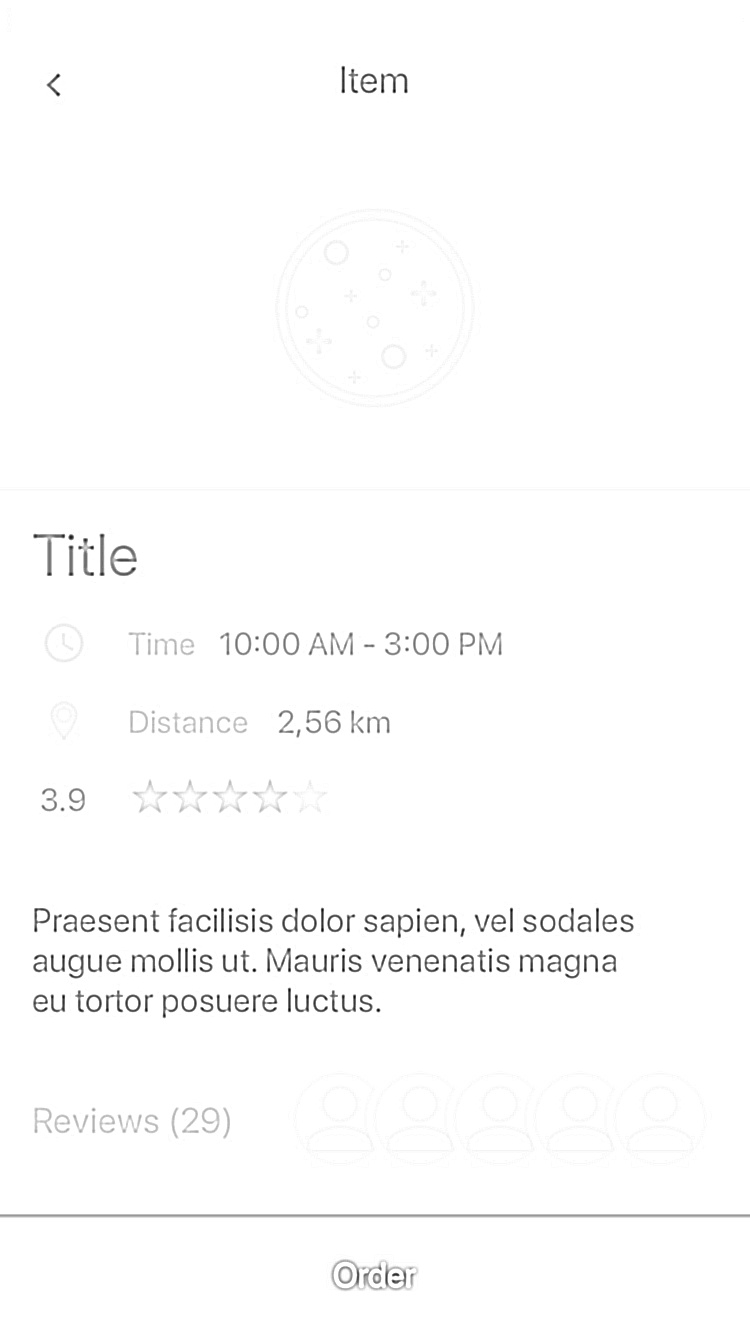 Item
Title
Time 10:00 AM - 3:00 PM
Distance 2,56 km
3.9
Praesent facilisis dolor sapien, vel sodales
augue mollis ut. Mauris venenatis magna
eu tortor posuere luctus.
Reviews (29)
Order